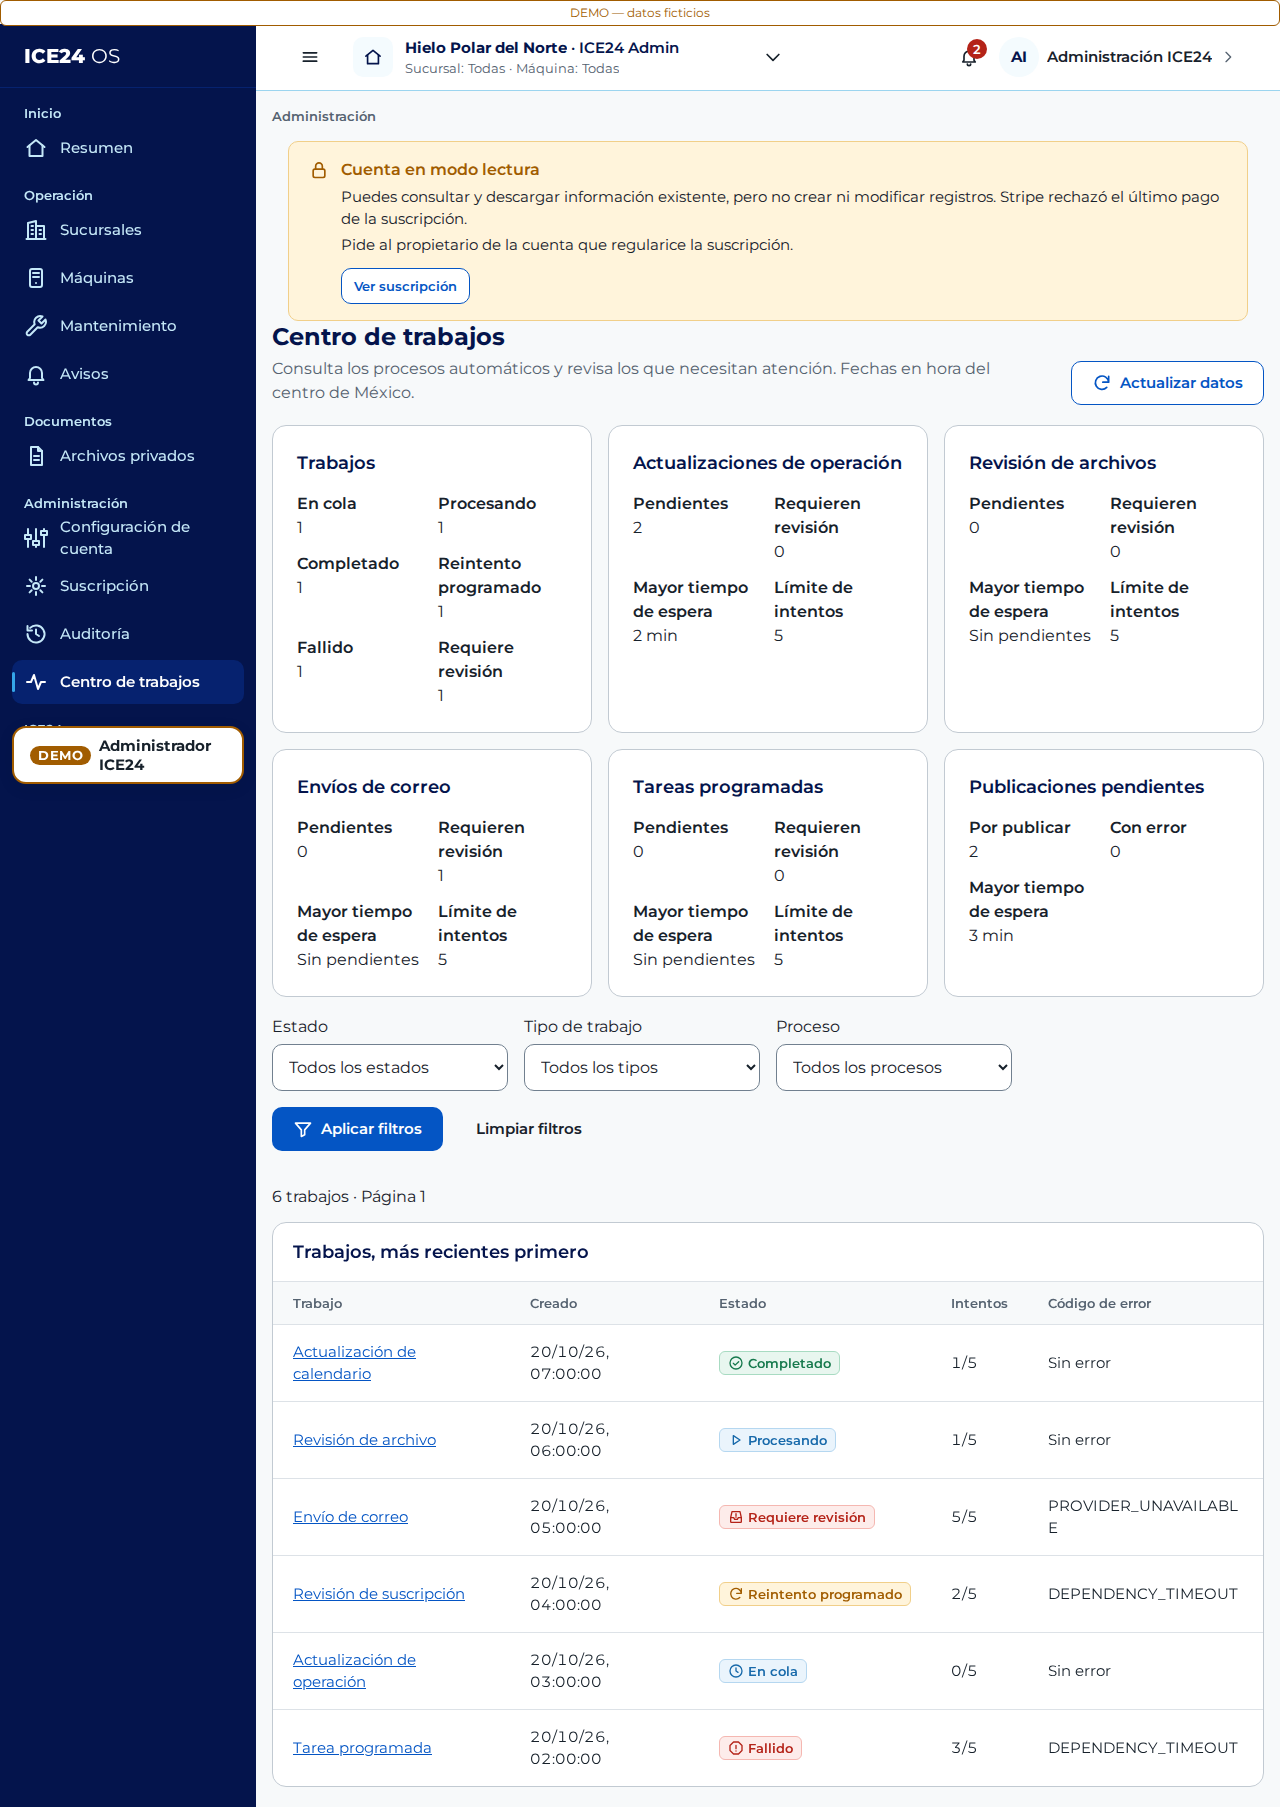 DEMO — datos ficticios
ICE24 OS
Inicio
Resumen
Operación
Sucursales
Máquinas
Mantenimiento
Avisos
Documentos
Archivos privados
Administración
Configuración de
cuenta
Suscripción
Auditoría
Centro de trabajos
DEMO
Administrador
ICE24
Hielo Polar del Norte · ICE24 Admin
Sucursal: Todas · Máquina: Todas
2
AI
Administración ICE24
Administración
Cuenta en modo lectura
Puedes consultar y descargar información existente, pero no crear ni modificar registros. Stripe rechazó el último pago
de la suscripción.
Pide al propietario de la cuenta que regularice la suscripción.
Ver suscripción
Centro de trabajos
Consulta los procesos automáticos y revisa los que necesitan atención. Fechas en hora del
centro de México.
Actualizar datos
Trabajos
En cola
1
Procesando
1
Completado
1
Reintento
programado
1
Fallido
1
Requiere
revisión
1
Actualizaciones de operación
Pendientes
2
Requieren
revisión
0
Mayor tiempo
de espera
2 min
Límite de
intentos
5
Revisión de archivos
Pendientes
0
Requieren
revisión
0
Mayor tiempo
de espera
Sin pendientes
Límite de
intentos
5
Envíos de correo
Pendientes
0
Requieren
revisión
1
Mayor tiempo
de espera
Sin pendientes
Límite de
intentos
5
Tareas programadas
Pendientes
0
Requieren
revisión
0
Mayor tiempo
de espera
Sin pendientes
Límite de
intentos
5
Publicaciones pendientes
Por publicar
2
Con error
0
Mayor tiempo
de espera
3 min
Estado
Todos los estados
Tipo de trabajo
Todos los tipos
Proceso
Todos los procesos
Aplicar filtros
Limpiar filtros
6 trabajos · Página 1
Trabajos, más recientes primero
Trabajo Creado Estado Intentos Código de error
Actualización de
calendario
20/10/26,
07:00:00
Completado
1/5
Sin error
Revisión de archivo
20/10/26,
06:00:00
Procesando
1/5
Sin error
Envío de correo
20/10/26,
05:00:00
Requiere revisión
5/5
PROVIDER_UNAVAILABL
E
Revisión de suscripción
20/10/26,
04:00:00
Reintento programado
2/5
DEPENDENCY_TIMEOUT
Actualización de
operación
20/10/26,
03:00:00
En cola
0/5
Sin error
Tarea programada
20/10/26,
02:00:00
Fallido
3/5
DEPENDENCY_TIMEOUT